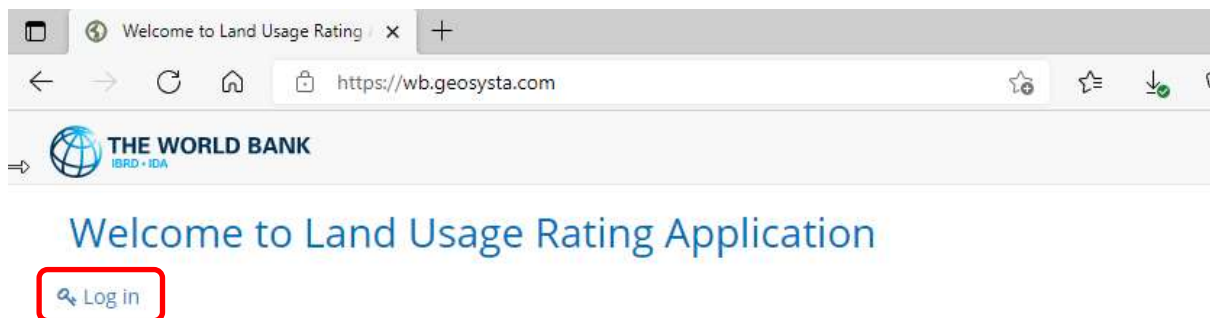 Welcome to Land Usage Rating
https://wb.geosysta.com
THE WORLD BANK
IBRD • IDA
Welcome to Land Usage Rating Application
Log in